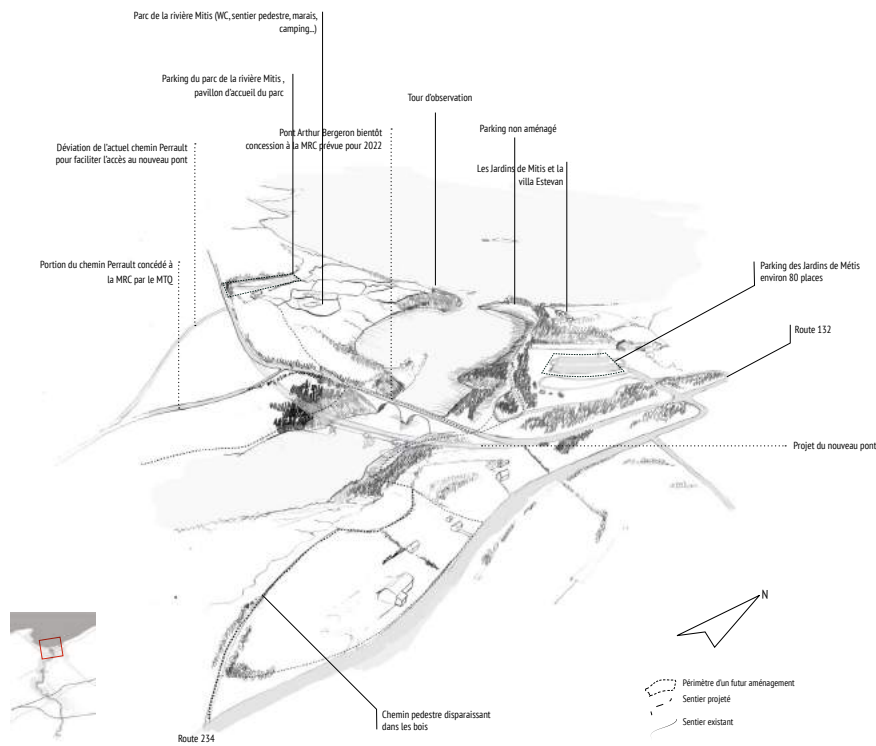 Parc de la rivière Mitis (WC, sentier pedestre, marais,
camping...)
Parking du parc de la rivière Mitis ,
pavillon d'accueil du parc
Tour d'observation
Pont Arthur Bergeron bientôt
concession à la MRC prévue pour 2022
Parking non aménagé
Déviation de l'actuel chemin Perrault
pour faciliter l'accès au nouveau pont
Les Jardins de Mitis et la
villa Estevan
Portion du chemin Perrault concédé à
la MRC par le MTQ
Parking des Jardins de Métis
environ 80 places
Route 132
Projet du nouveau pont
N
Périmètre d'un futur aménagement
Sentier projeté
Sentier existant
Chemin pedestre disparaissant
dans les bois
Route 234